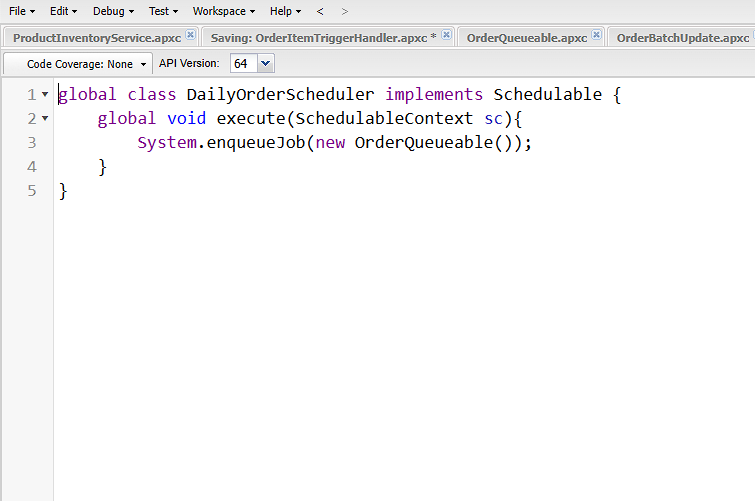 File Edit Debug Test Workspace Help < >
ProductInventoryService.apxc Saving: OrderItemTriggerHandler.apxc * OrderQueueable.apxc OrderBatchUpdate.apxc
Code Coverage: None API Version: 64
1 global class DailyOrderScheduler implements Schedulable {
2 global void execute(SchedulableContext sc){
3 System.enqueueJob(new OrderQueueable());
4 }
5 }